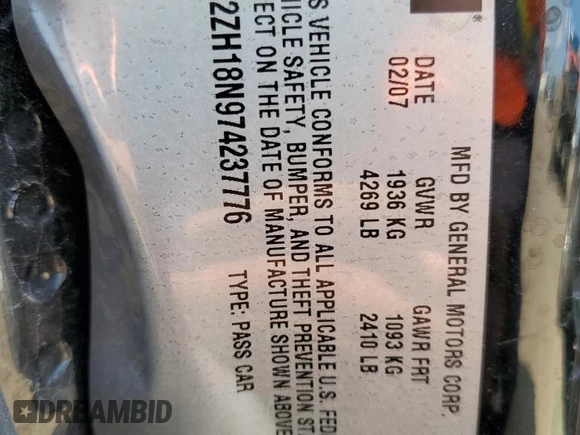 MFD BY GENERAL MOTORS CORP.
DATE GVWR GAWR FRT
02/07 1936 KG 1093 KG
4269 LB 2410 LB
VEHICLE CONFORMS TO ALL APPLICABLE U.S. FED
VEHICLE SAFETY, BUMPER, AND THEFT PREVENTION ST
ON THE DATE OF MANUFACTURE SHOWN ABOVE
2ZH18N974237776 TYPE: PASS CAR
DREAMBID